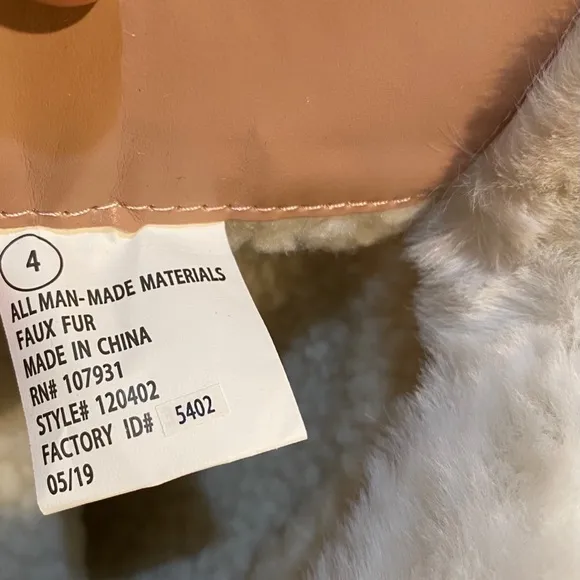 4
ALL MAN-MADE MATERIALS
FAUX FUR
MADE IN CHINA
RN# 107931
STYLE# 120402
FACTORY ID# 5402
05/19